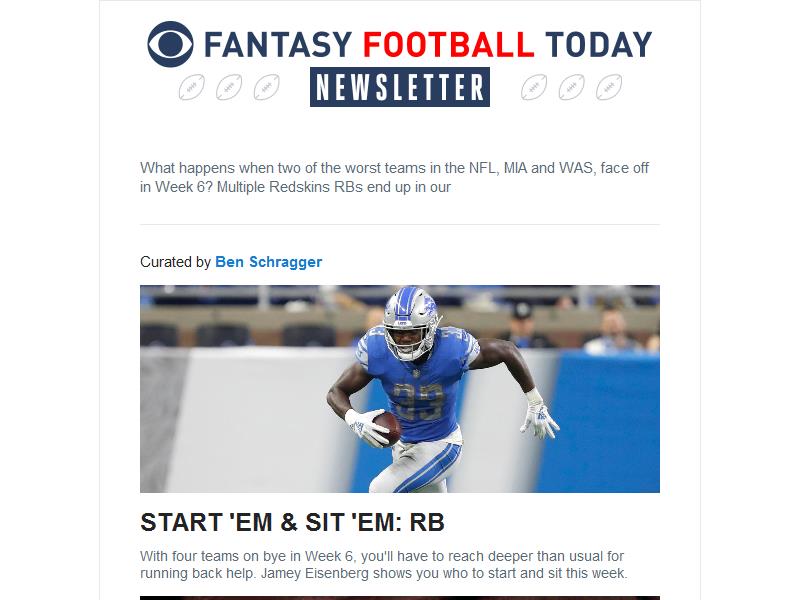 FANTASY FOOTBALL TODAY
NEWSLETTER
What happens when two of the worst teams in the NFL, MIA and WAS, face off
in Week 6? Multiple Redskins RBs end up in our
Curated by Ben Schragger
33
START 'EM & SIT 'EM: RB
With four teams on bye in Week 6, you'll have to reach deeper than usual for
running back help. Jamey Eisenberg shows you who to start and sit this week.